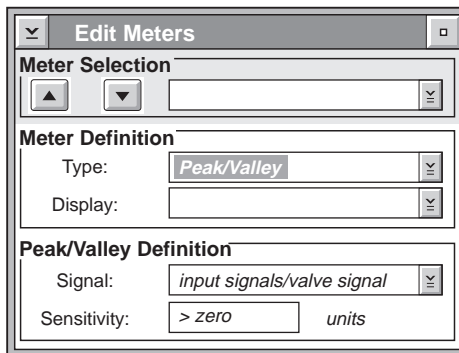 Edit Meters
Meter Selection
Meter Definition
Type: Peak/Valley
Display:
Peak/Valley Definition
Signal: input signals/valve signal
Sensitivity: > zero units